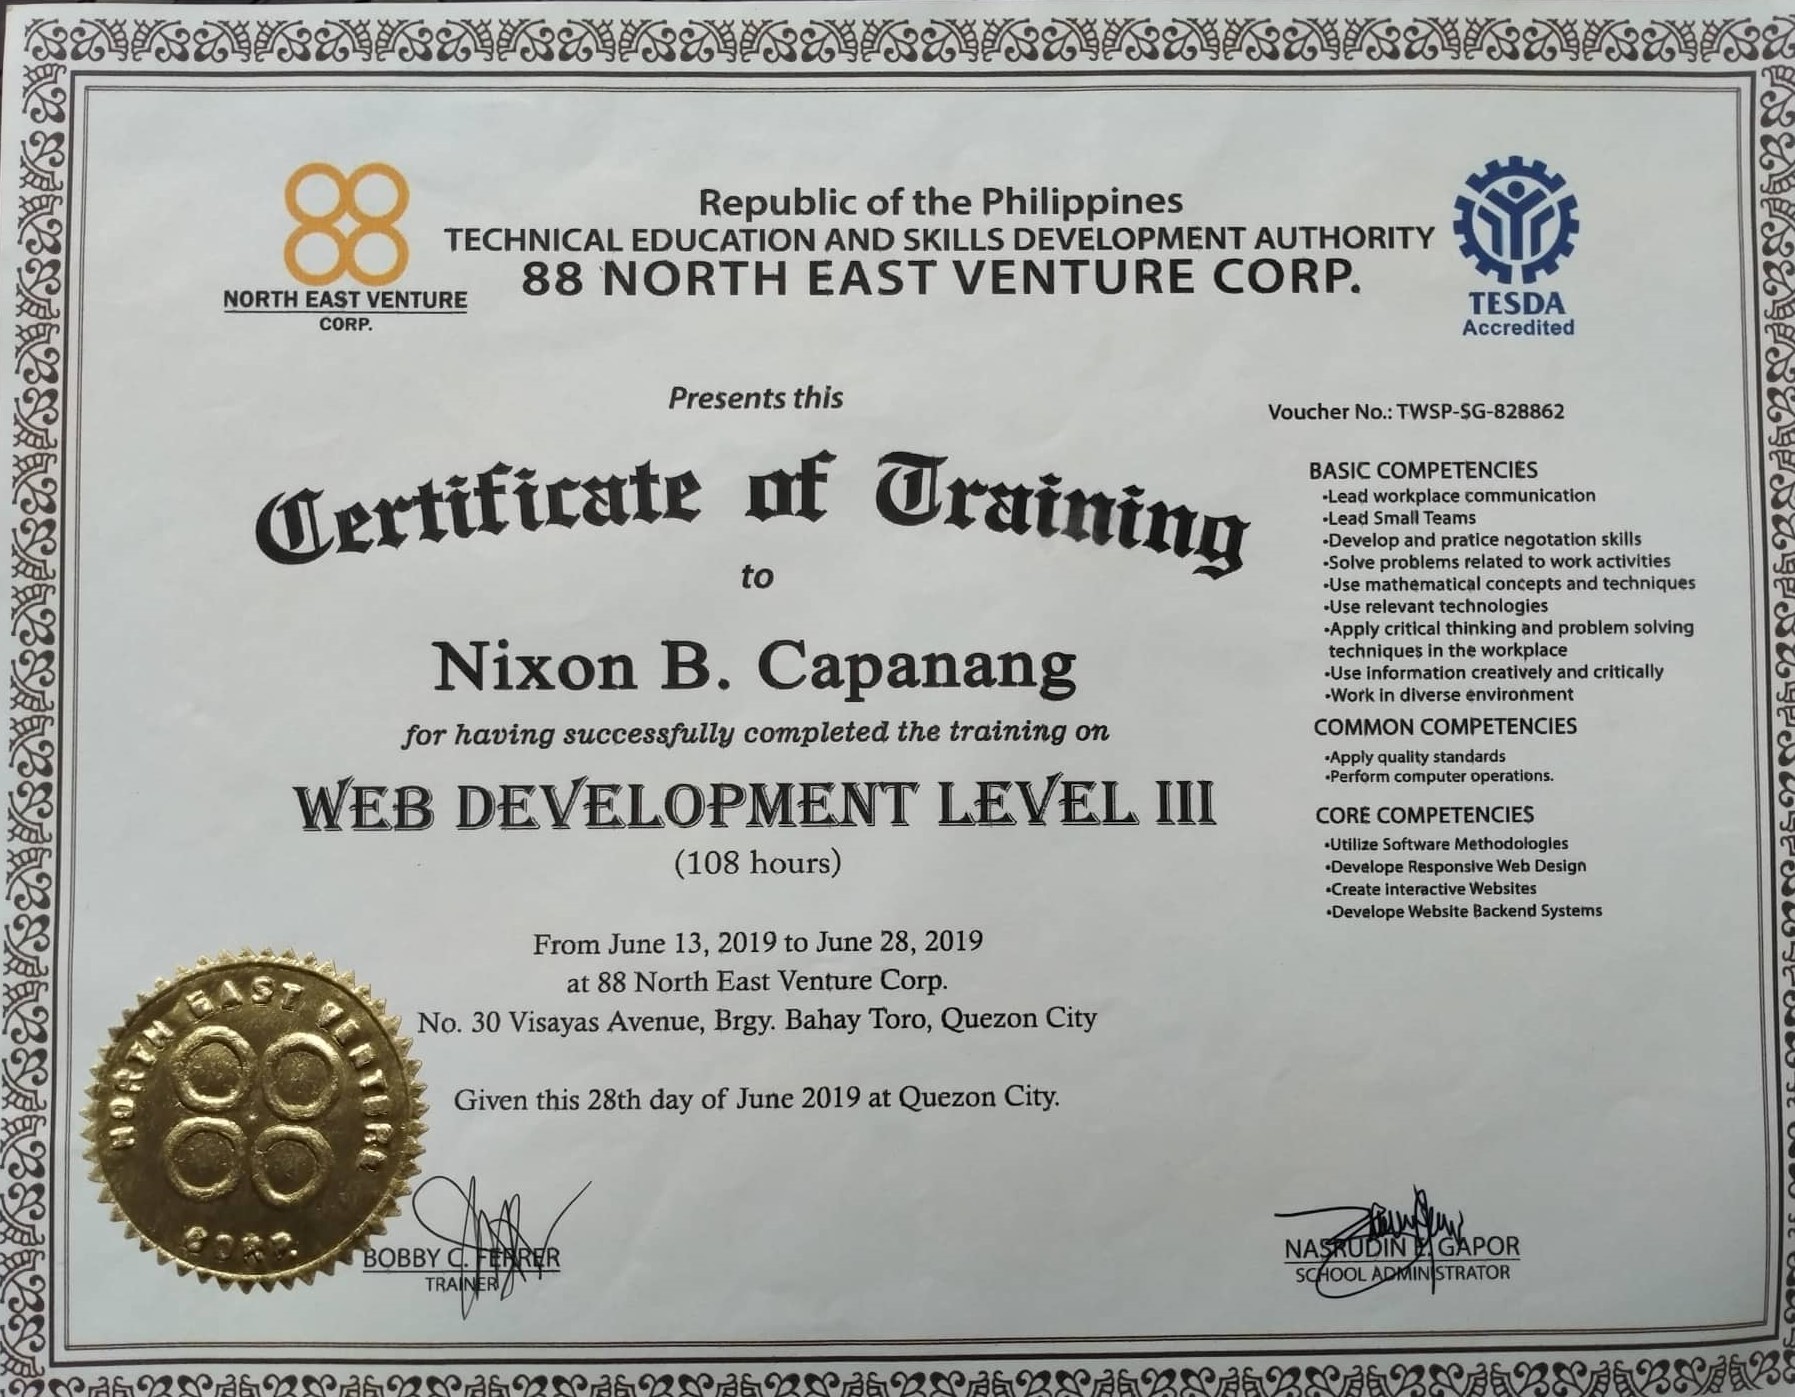 NORTH EAST VENTURE
CORP.
Republic of the Philippines
TECHNICAL EDUCATION AND SKILLS DEVELOPMENT AUTHORITY
88 NORTH EAST VENTURE CORP.
TESDA
Accredited
Presents this
Certificate of Training
to
Nixon B. Capanang
for having successfully completed the training on
WEB DEVELOPMENT LEVEL III
(108 hours)
From June 13, 2019 to June 28, 2019
at 88 North East Venture Corp.
No. 30 Visayas Avenue, Brgy. Bahay Toro, Quezon City
Given this 28th day of June 2019 at Quezon City.
Voucher No.: TWSP-SG-828862
BASIC COMPETENCIES
•Lead workplace communication
•Lead Small Teams
•Develop and pratice negotation skills
•Solve problems related to work activities
•Use mathematical concepts and techniques
•Use relevant technologies
•Apply critical thinking and problem solving
techniques in the workplace
•Use information creatively and critically
•Work in diverse environment
COMMON COMPETENCIES
•Apply quality standards
•Perform computer operations.
CORE COMPETENCIES
•Utilize Software Methodologies
•Develope Responsive Web Design
•Create Interactive Websites
•Develope Website Backend Systems
NORTH EAST VENTURE
CORP.
BOBBY C. FERRER
TRAINER
NASRUDIN E. GAPOR
SCHOOL ADMINISTRATOR